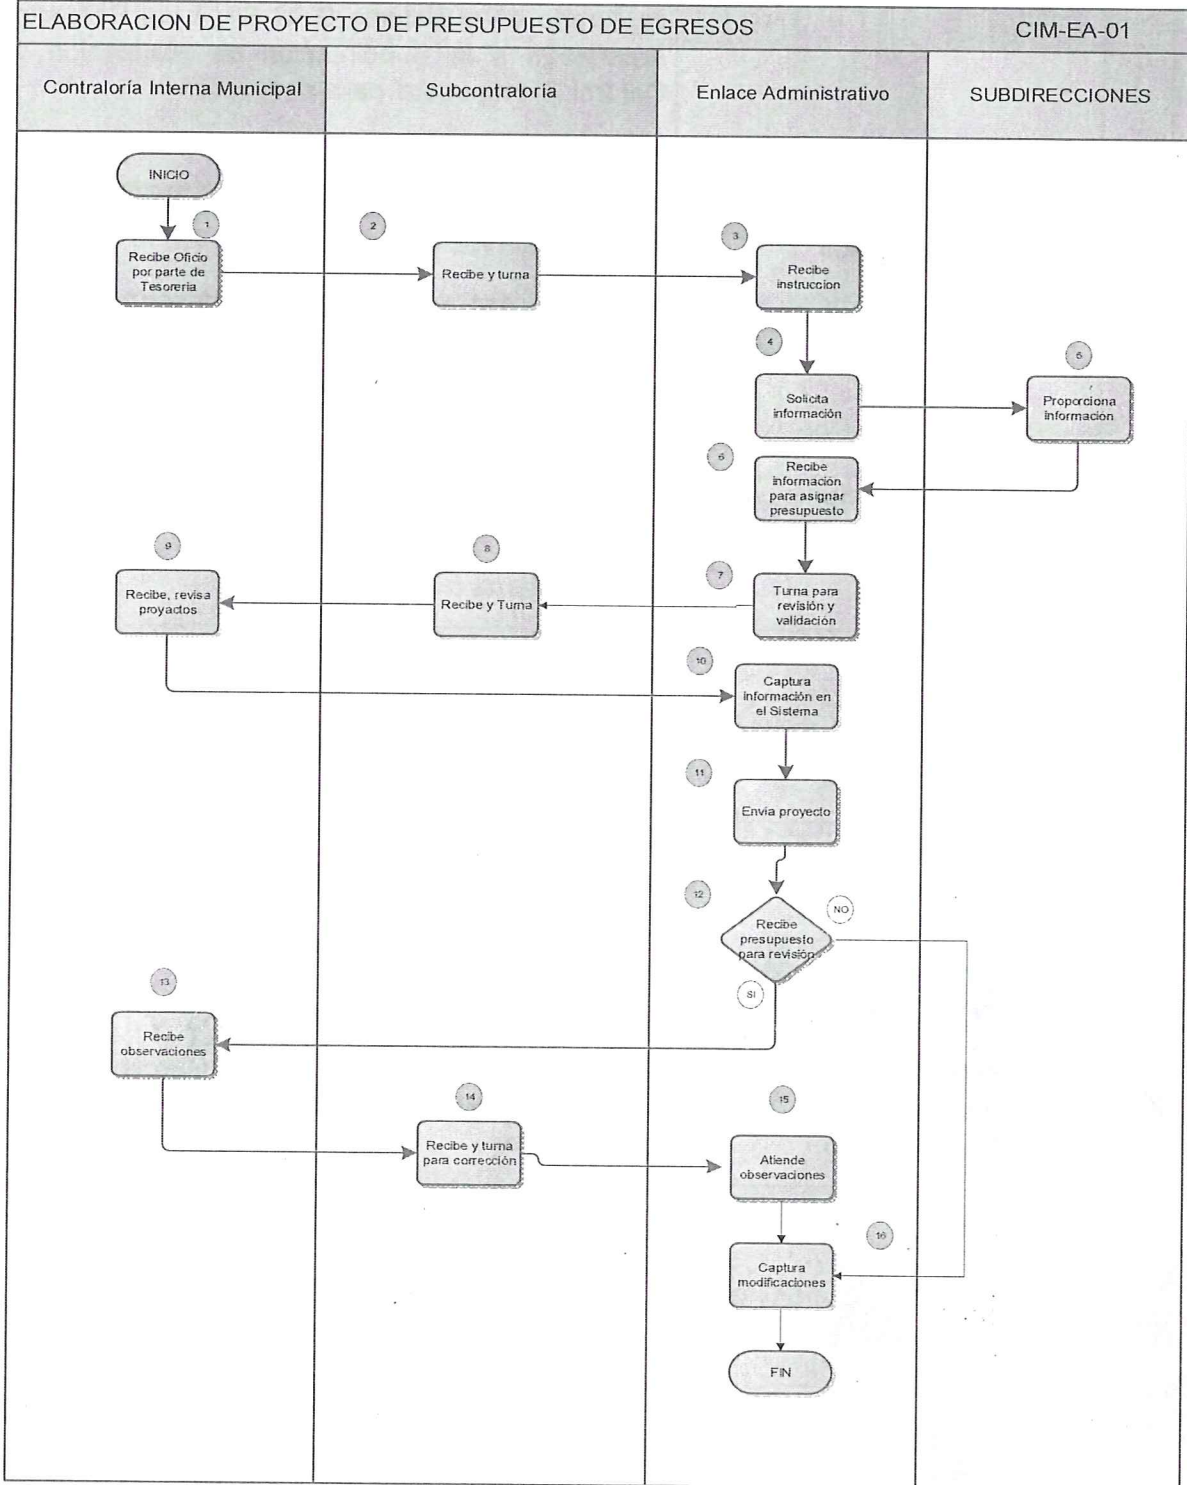 ELABORACION DE PROYECTO DE PRESUPUESTO DE EGRESOS
CIM-EA-01
Contraloría Interna Municipal
Subcontraloría
Enlace Administrativo
SUBDIRECCIONES
INICIO
1
Recibe Oficio
por parte de
Tesoreria
2
Recibe y turna
3
Recibe
instruccion
4
Solicita
información
5
Proporciona
información
6
Recibe
información
para asignar
presupuesto
7
Turna para
revisión y
validación
8
Recibe y Turna
9
Recibe, revisa
proyactos
10
Captura
información en
el Sistema
11
Envia proyecto
12
Recibe
presupuesto
para revisión
NO
SI
13
Recibe
observaciones
14
Recibe y turna
para corrección
15
Atiende
observaciones
16
Captura
modificaciones
FIN